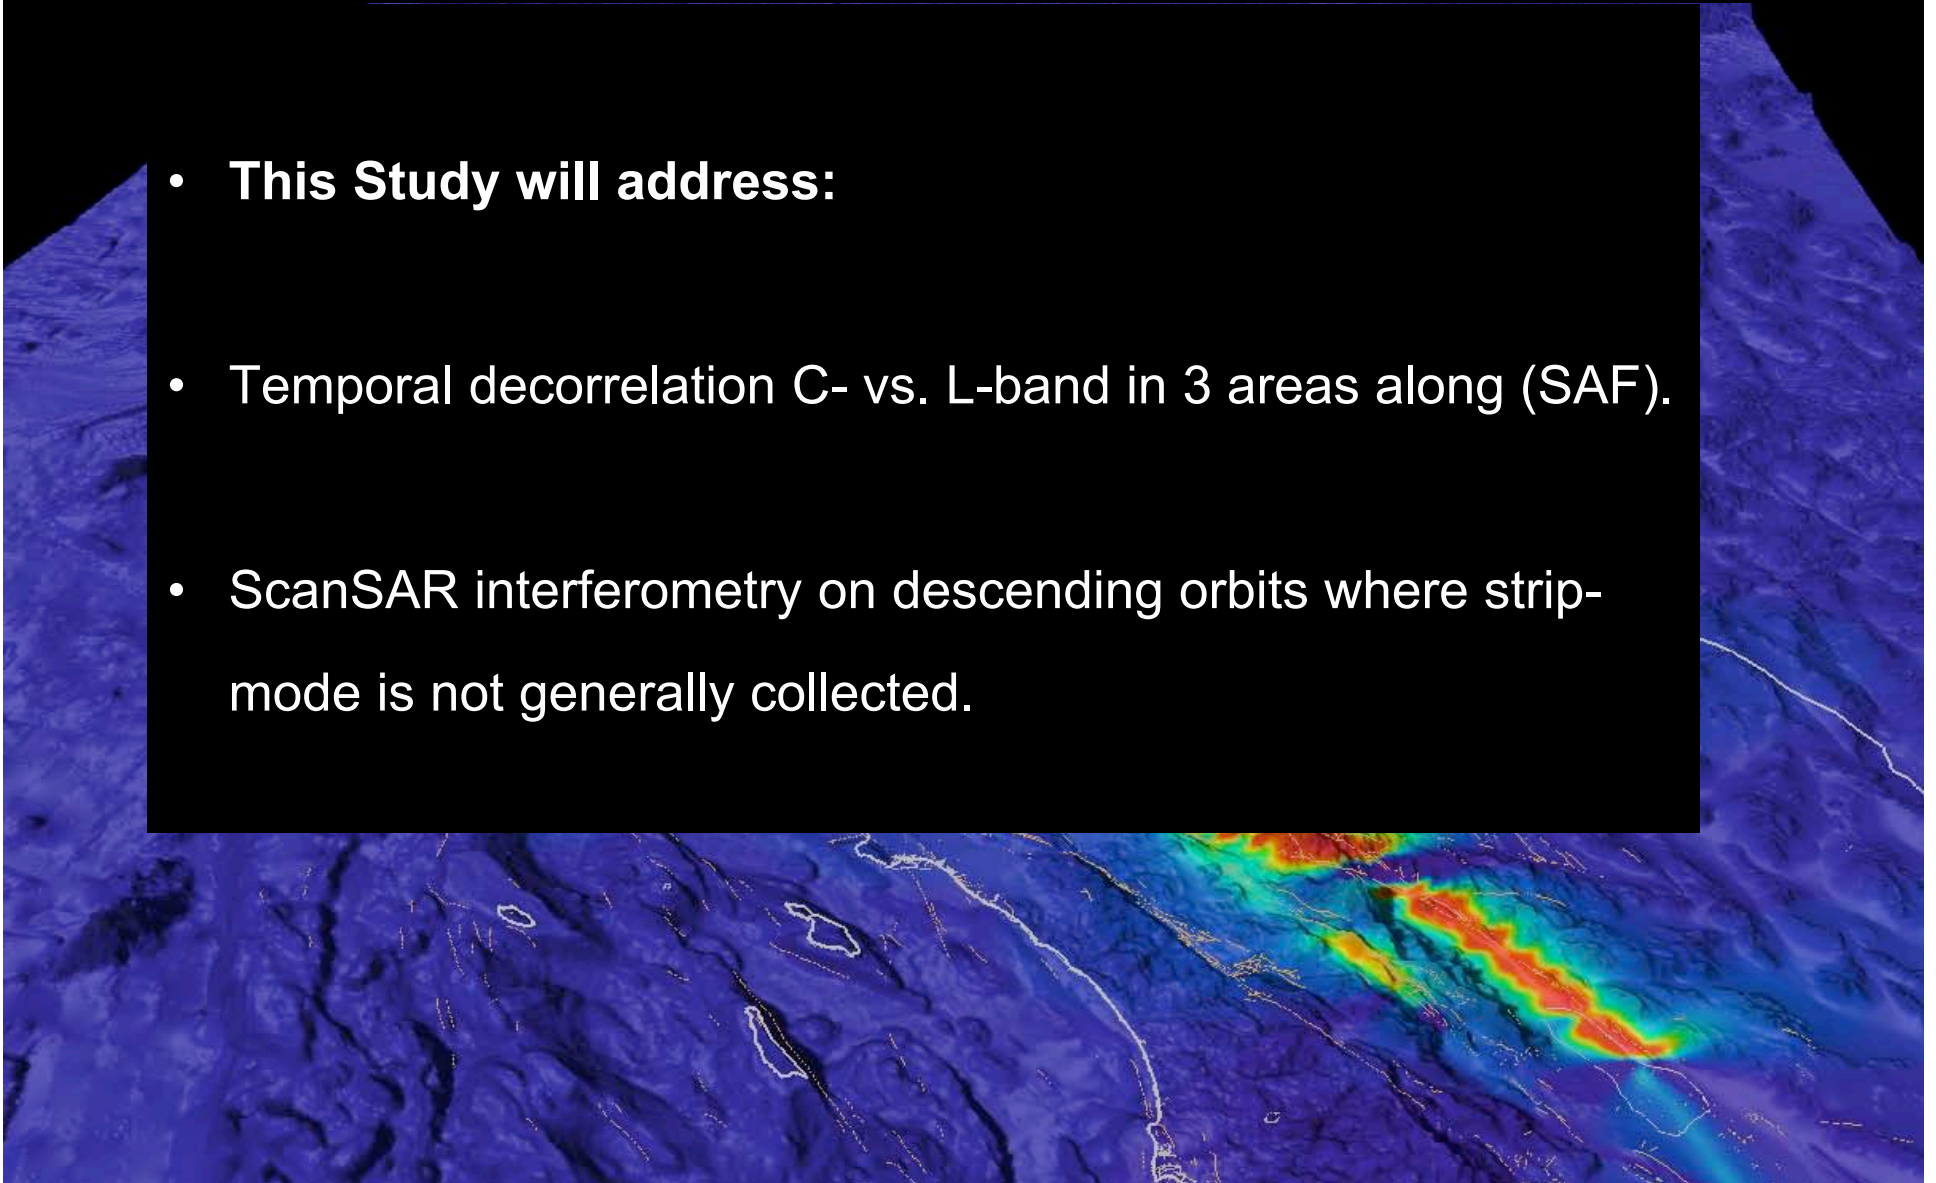 • This Study will address:
• Temporal decorrelation C- vs. L-band in 3 areas along (SAF).
• ScanSAR interferometry on descending orbits where strip-
mode is not generally collected.